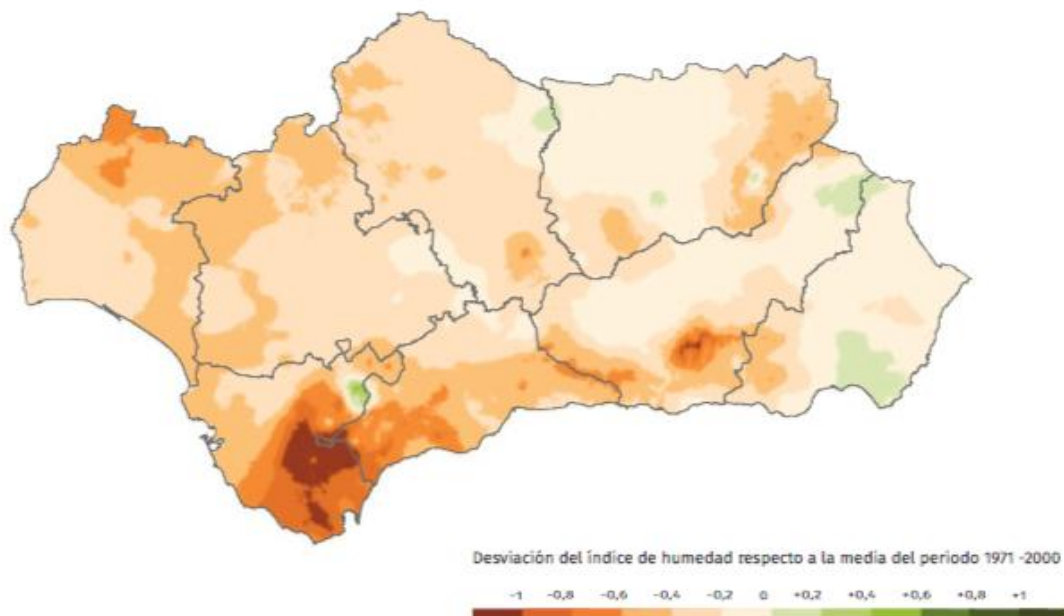 Desviación del índice de humedad respecto a la media del periodo 1971 -2000
-1 -0,8 -0,6 -0,4 -0,2 0 +0,2 +0,4 +0,6 +0,8 +1